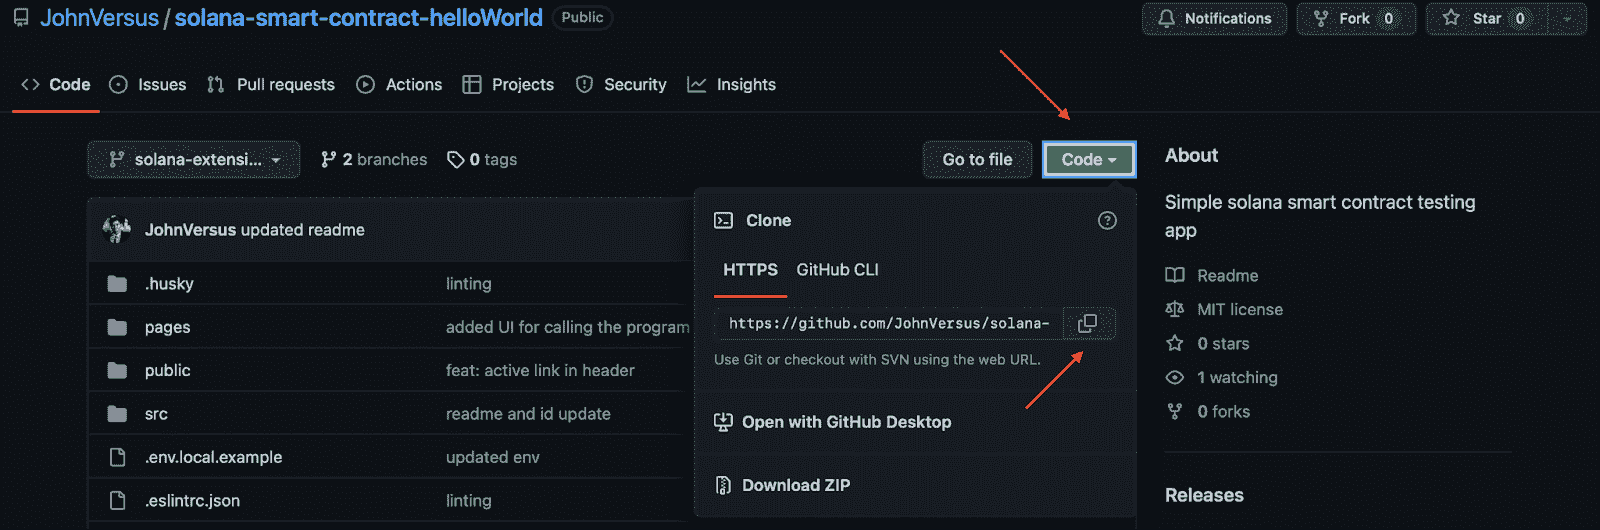 JohnVersus / solana-smart-contract-helloWorld Public
Notifications Fork 0 Star 0
Code Issues Pull requests Actions Projects Security Insights
solana-extensi... 2 branches 0 tags Go to file Code
JohnVersus updated readme
.husky linting
pages added UI for calling the program
public feat: active link in header
src readme and id update
.env.local.example updated env
.eslintrc.json linting
Clone
HTTPS GitHub CLI
https://github.com/JohnVersus/solana-
Use Git or checkout with SVN using the web URL.
Open with GitHub Desktop
Download ZIP
About
Simple solana smart contract testing
app
Readme
MIT license
0 stars
1 watching
0 forks
Releases